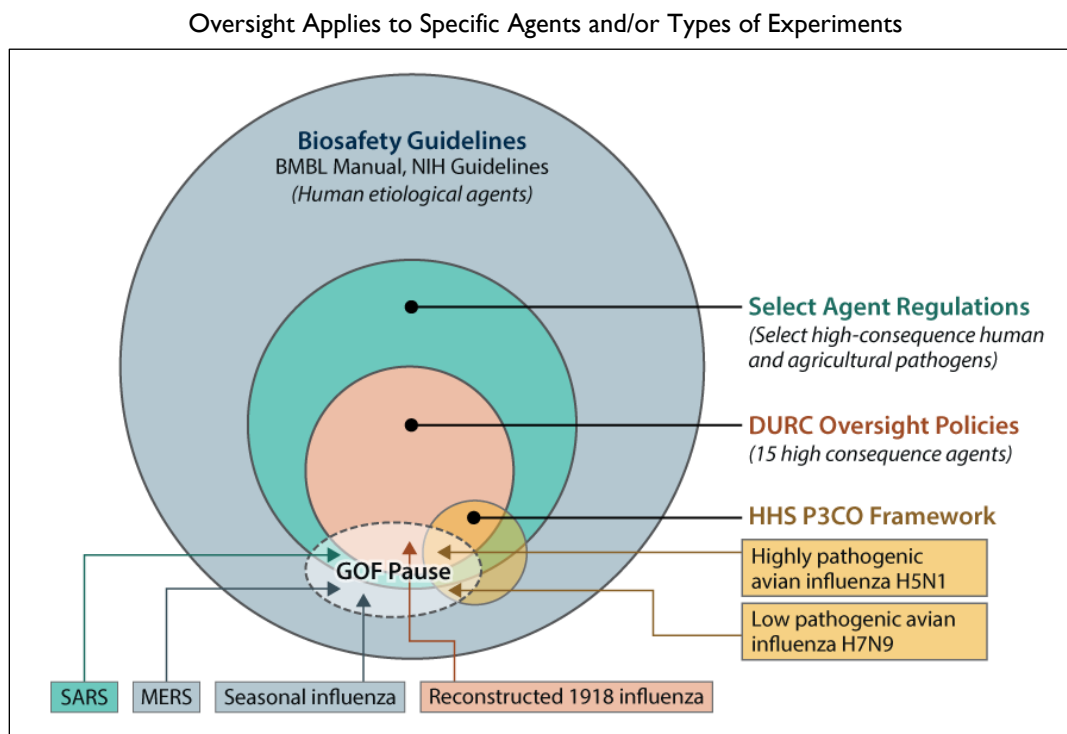 Oversight Applies to Specific Agents and/or Types of Experiments
Biosafety Guidelines
BMBL Manual, NIH Guidelines
(Human etiological agents)
Select Agent Regulations
(Select high-consequence human
and agricultural pathogens)
DURC Oversight Policies
(15 high consequence agents)
HHS P3CO Framework
Highly pathogenic
avian influenza H5N1
GOF Pause
Low pathogenic avian
influenza H7N9
SARS
MERS
Seasonal influenza
Reconstructed 1918 influenza